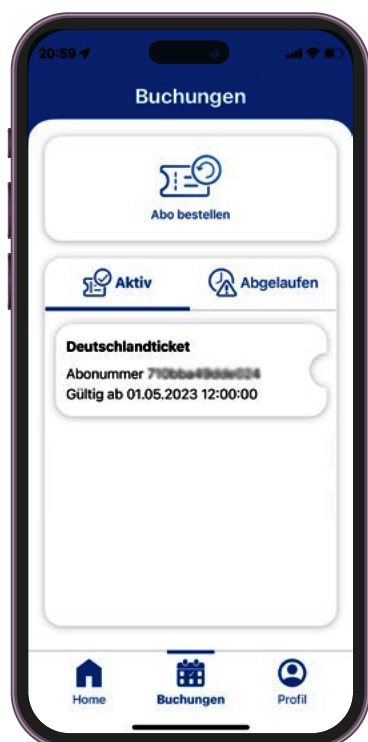 20:59
Buchungen
Abo bestellen
Aktiv
Abgelaufen
Deutschlandticket
Abonummer
Gültig ab 01.05.2023 12:00:00
Home
Buchungen
Profil